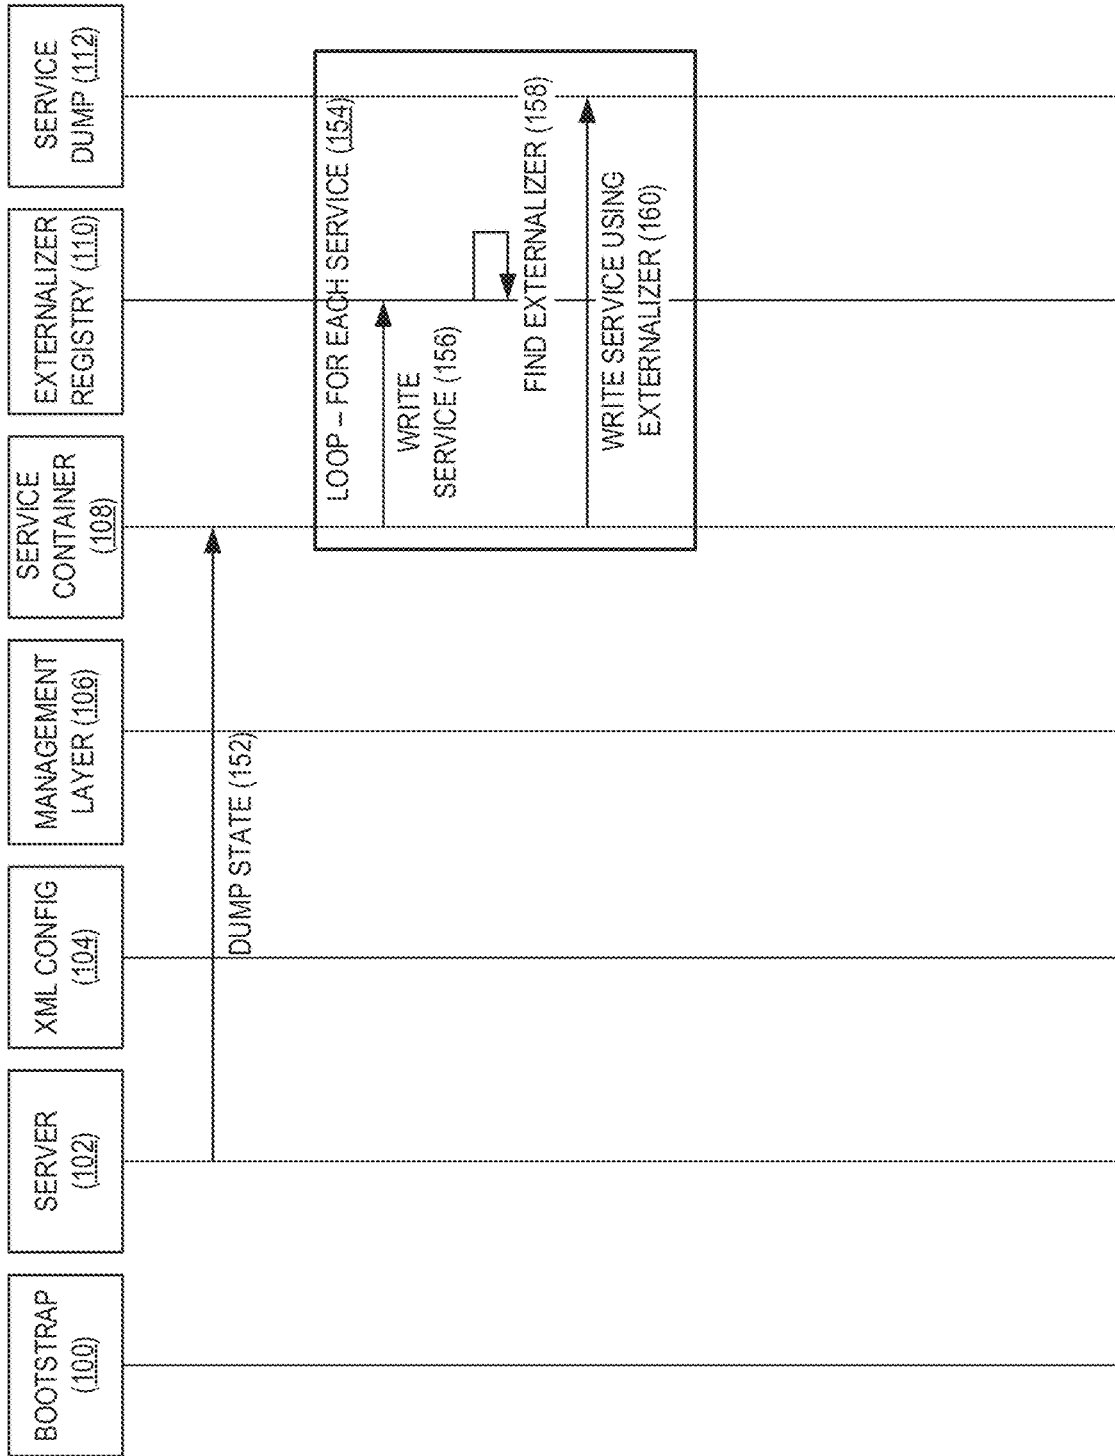 BOOTSTRAP
(100)
SERVER
(102)
XML CONFIG
(104)
MANAGEMENT
LAYER (106)
SERVICE
CONTAINER
(108)
EXTERNALIZER
REGISTRY (110)
SERVICE
DUMP (112)
DUMP STATE (152)
LOOP – FOR EACH SERVICE (154)
WRITE
SERVICE (156)
FIND EXTERNALIZER (158)
WRITE SERVICE USING
EXTERNALIZER (160)